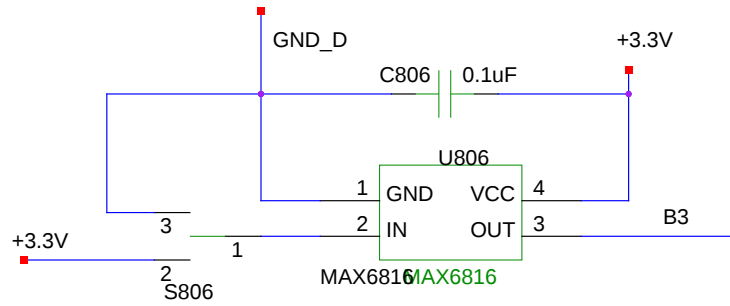 GND_D
+3.3V
C806 0.1uF
U806
1 GND VCC 4
3
2 IN OUT 3
B3
+3.3V
1
2
MAX6816
MAX6816
S806